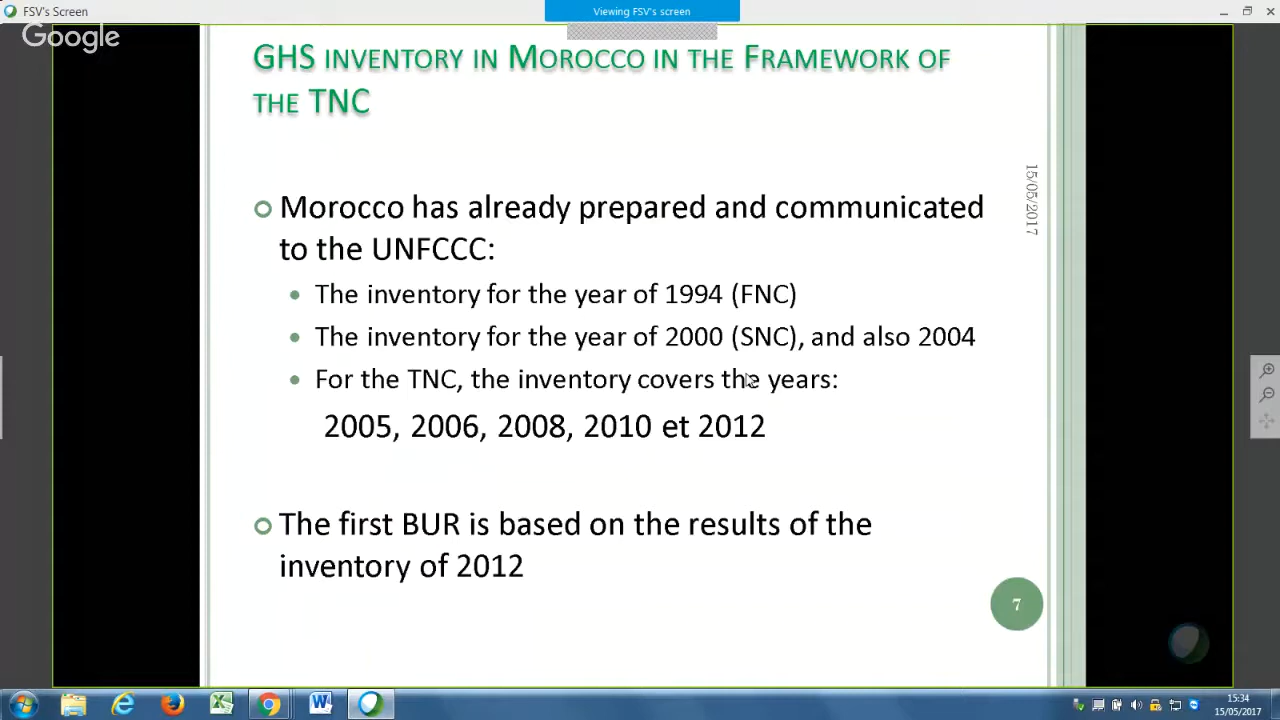 FSV's Screen
Viewing FSV's screen
Google
GHS INVENTORY IN MOROCCO IN THE FRAMEWORK OF
THE TNC
15/05/2017
Morocco has already prepared and communicated
to the UNFCCC:
The inventory for the year of 1994 (FNC)
The inventory for the year of 2000 (SNC), and also 2004
For the TNC, the inventory covers the years:
2005, 2006, 2008, 2010 et 2012
The first BUR is based on the results of the
inventory of 2012
7
15:34
15/05/2017